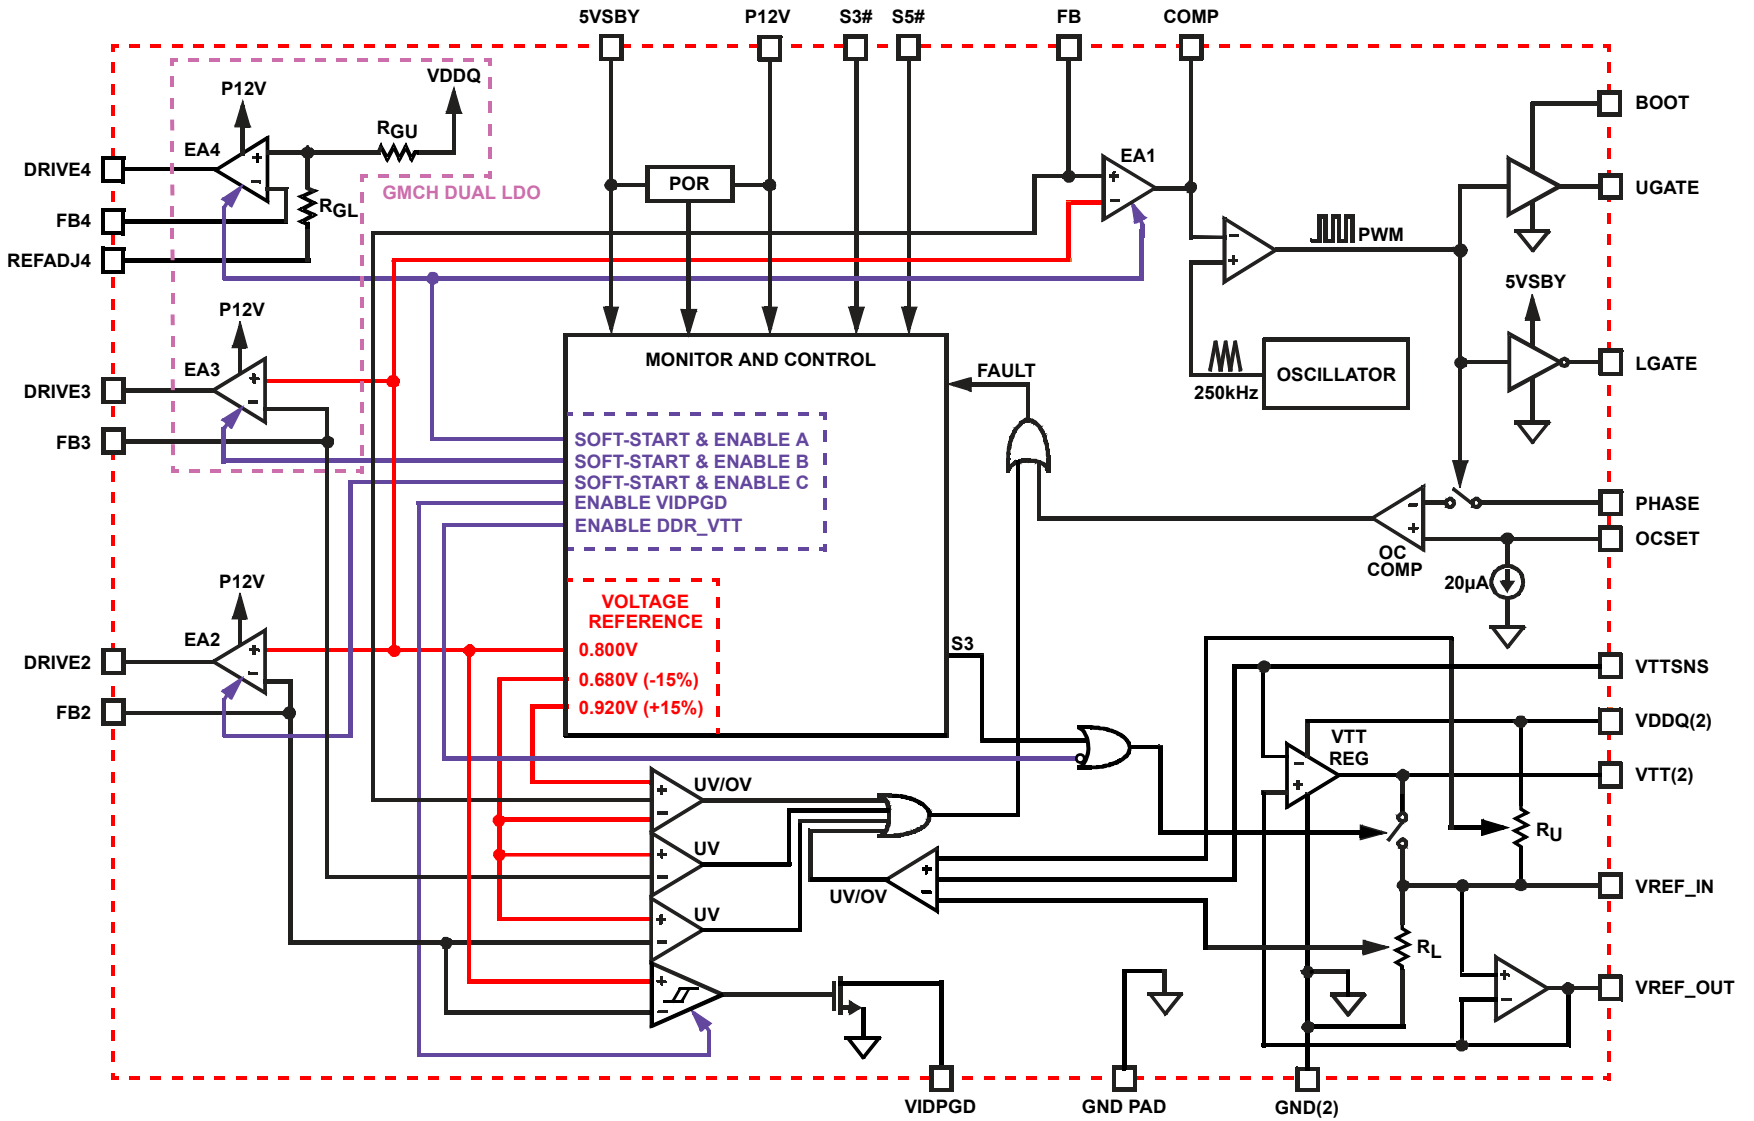 5VSBY P12V S3# S5# FB COMP
BOOT
UGATE
LGATE
PHASE
OCSET
VTTSNS
VDDQ(2)
VTT(2)
VREF_IN
VREF_OUT
DRIVE4
FB4
REFADJ4
DRIVE3
FB3
DRIVE2
FB2
P12V
VDDQ
RGU
EA4
+
-
RGL
GMCH DUAL LDO
P12V
EA3
+
-
P12V
EA2
+
-
POR
EA1
+
-
-
+
PWM
5VSBY
250kHz
OSCILLATOR
MONITOR AND CONTROL
FAULT
SOFT-START & ENABLE A
SOFT-START & ENABLE B
SOFT-START & ENABLE C
ENABLE VIDPGD
ENABLE DDR_VTT
VOLTAGE
REFERENCE
0.800V
0.680V (-15%)
0.920V (+15%)
S3
-
+
OC
COMP
20µA
VTT
REG
-
+
RU
RL
+
-
UV/OV
+
-
UV
+
-
UV
+
-
+
-
UV/OV
+
-
+
-
VIDPGD
GND PAD
GND(2)